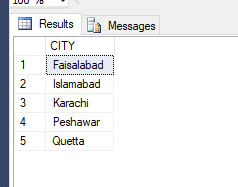 100 %
Results Messages
CITY
1 Faisalabad
2 Islamabad
3 Karachi
4 Peshawar
5 Quetta